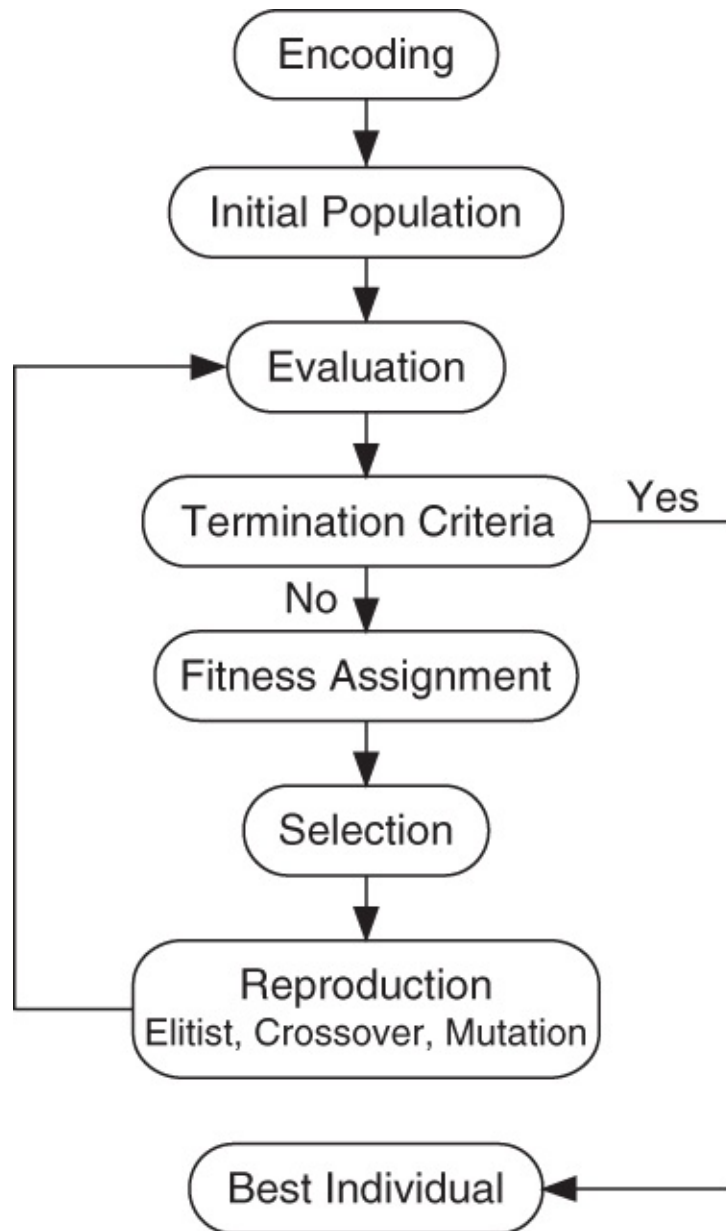 Encoding
Initial Population
Evaluation
Termination Criteria
Yes
No
Fitness Assignment
Selection
Reproduction
Elitist, Crossover, Mutation
Best Individual